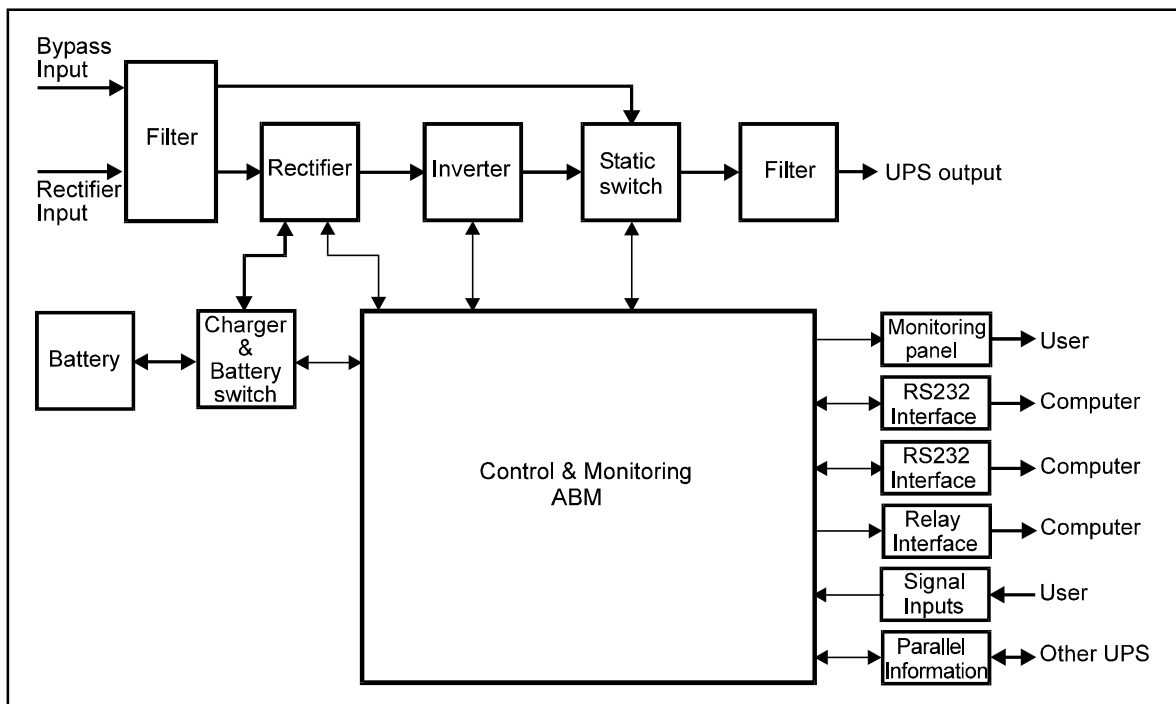 Bypass
Input
Filter
Rectifier
Input
Rectifier
Inverter
Static
switch
Filter
UPS output
Battery
Charger
&
Battery
switch
Control & Monitoring
ABM
Monitoring
panel
User
RS232
Interface
Computer
RS232
Interface
Computer
Relay
Interface
Computer
Signal
Inputs
User
Parallel
Information
Other UPS